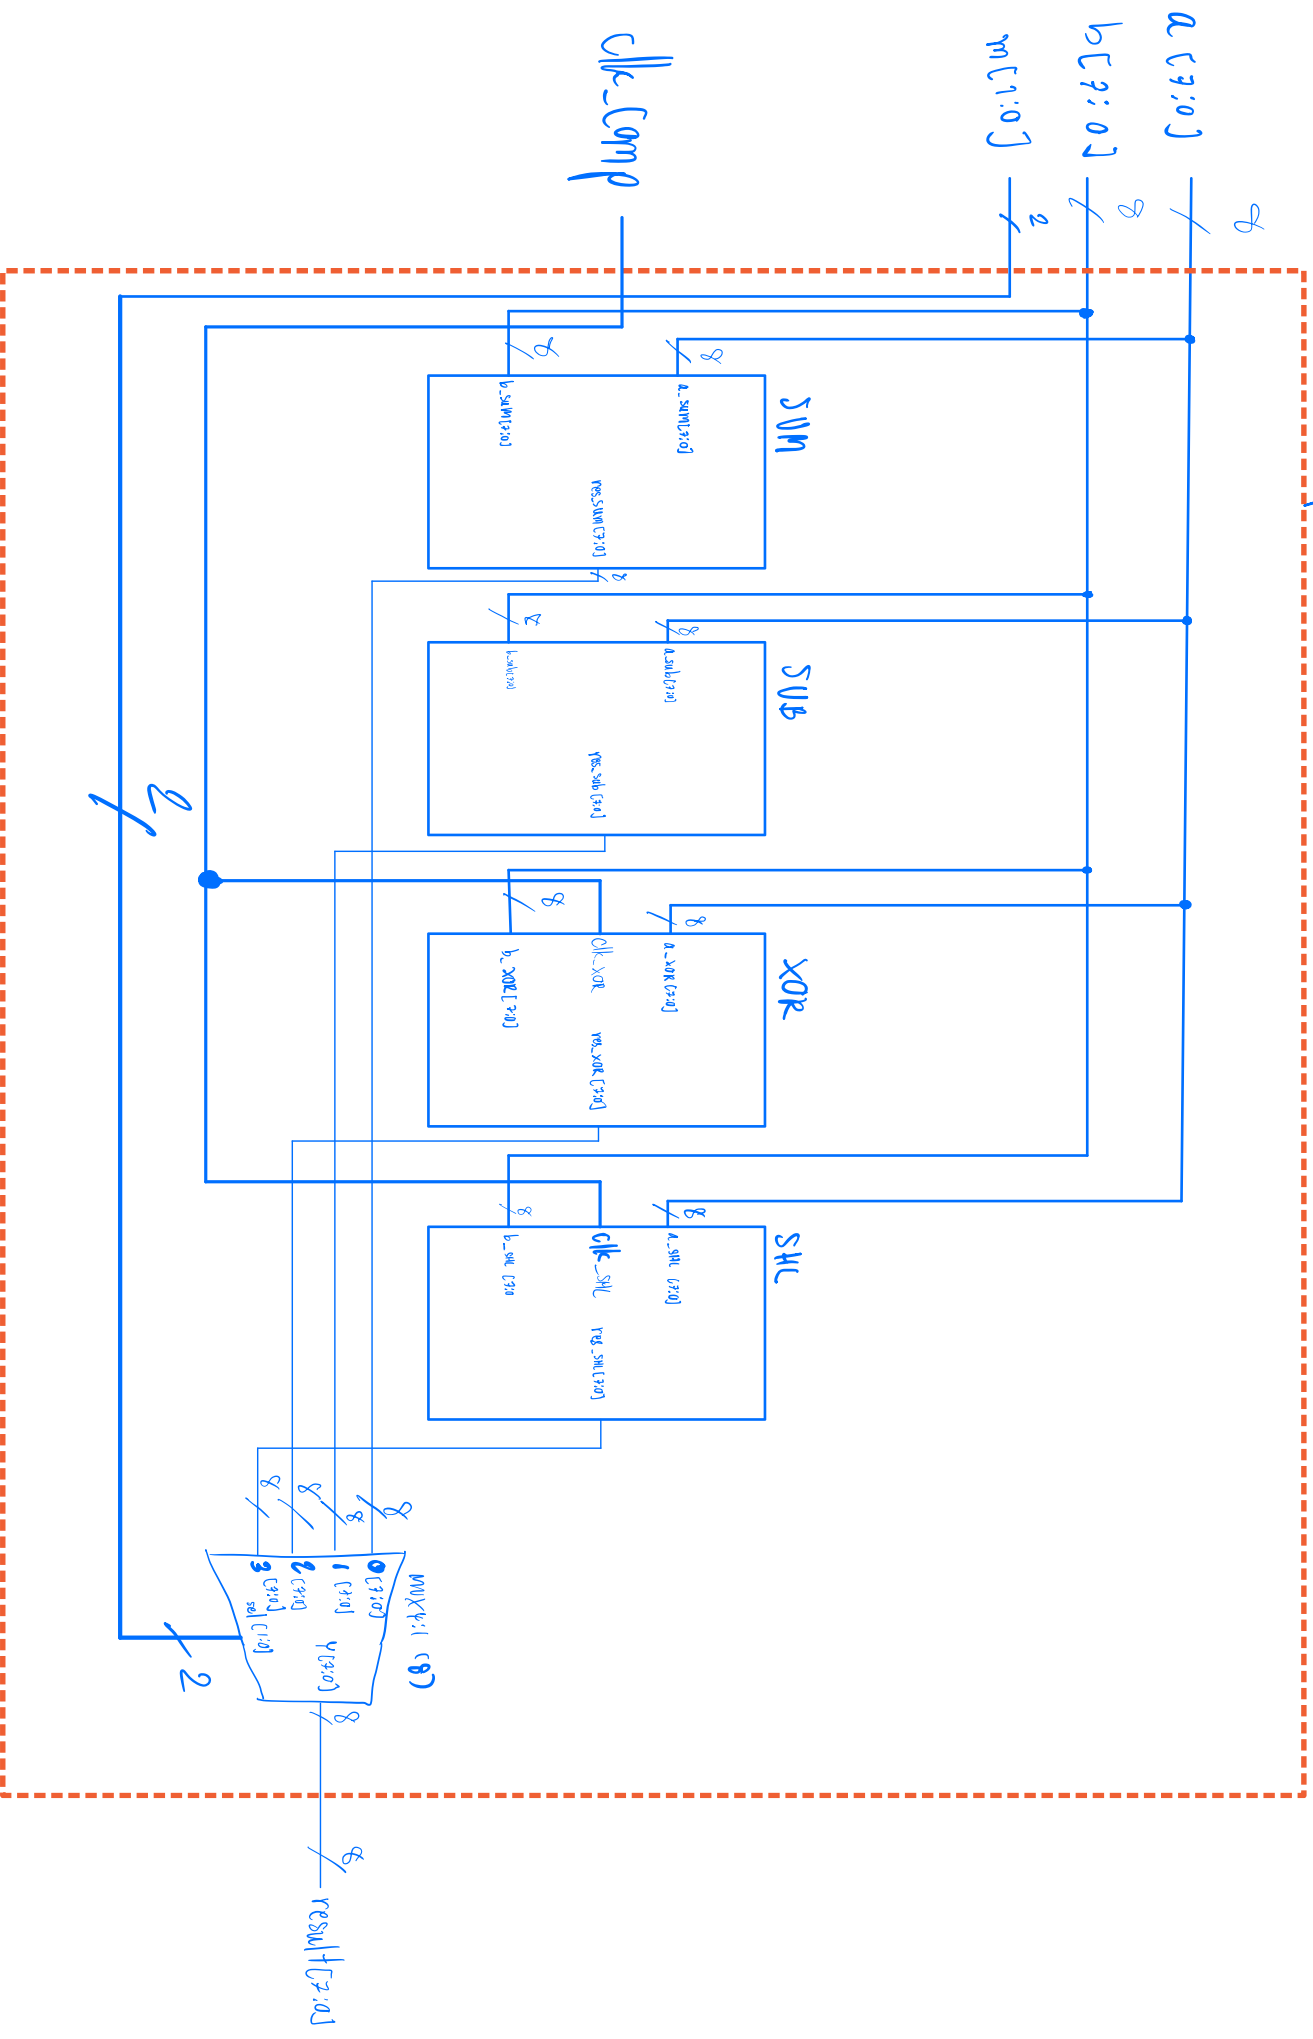 a[7:0]
8
b[7:0]
8
m[1:0]
2
clk_Comp
SUM
a_sum[7:0]
8
b_sum[7:0]
8
res_sum[7:0]
8
SUB
a_sub[7:0]
8
b_sub[7:0]
8
res_sub[7:0]
XOR
a_XOR[7:0]
8
clk_XOR
b_XOR[7:0]
8
res_XOR[7:0]
SHL
a_SHL [7:0]
8
clk_SHL
b_SHL [7:0
8
res_SHL[7:0]
2
MUX4:1 (8)
8
0[7:0]
8
1 [7:0]
8
2 [7:0]
8
3 [7:0]
sel [1:0]
2
Y[7:0]
8
8
result[7:0]